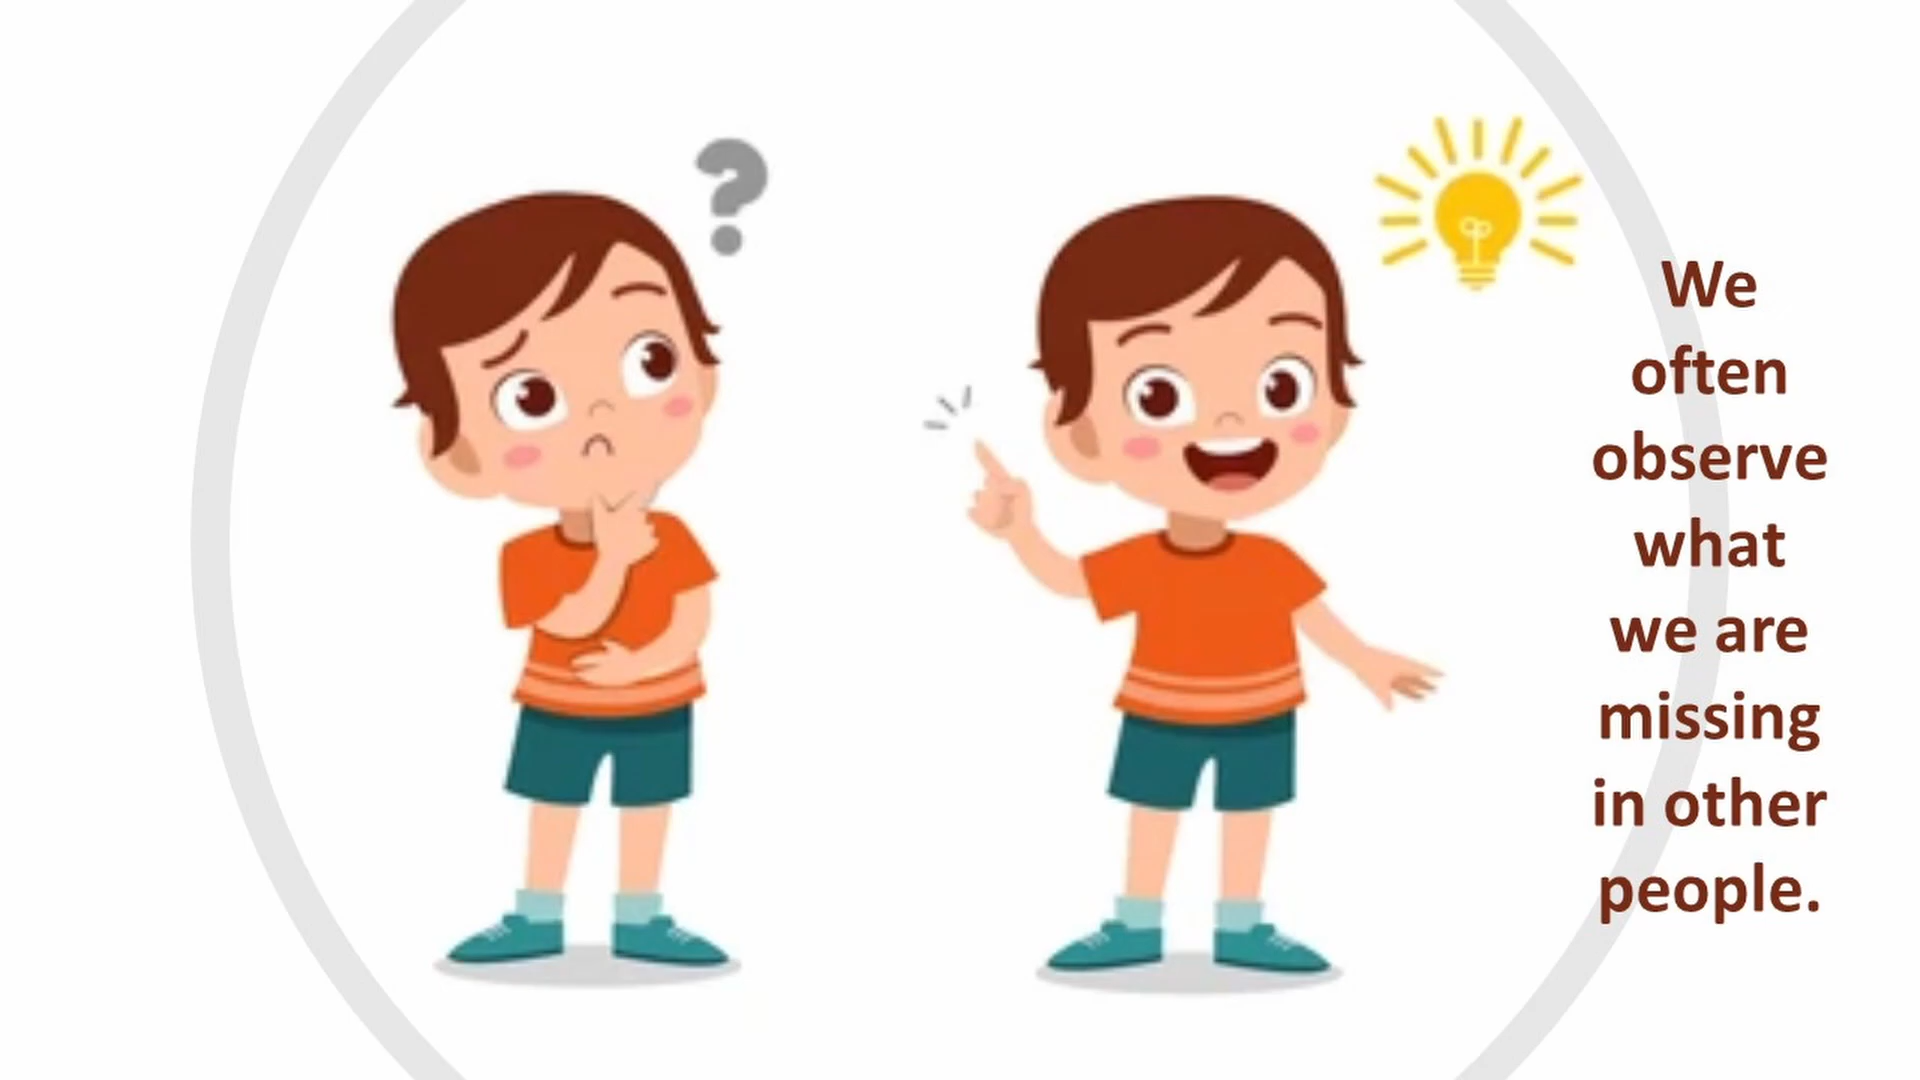 We
often
observe
what
we are
missing
in other
people.